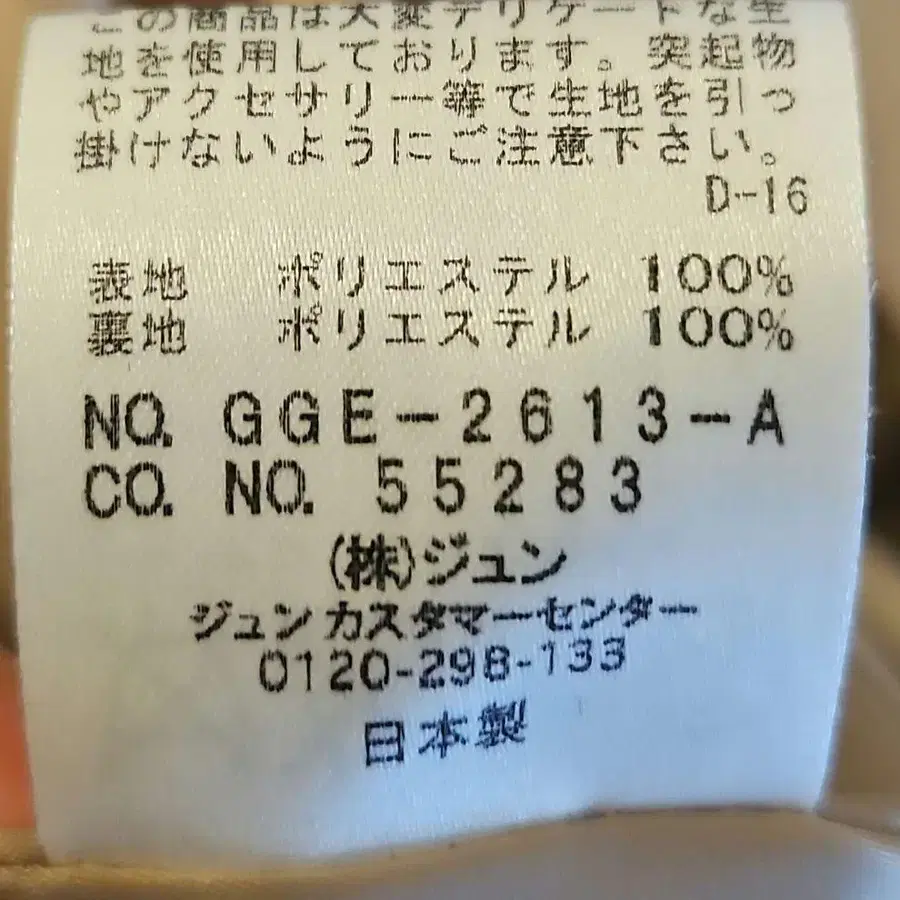 この商品は大変デリケートな生
地を使用しております。突起物
やアクセサリー等で生地を引っ
掛けないようにご注意下さい。
D-16
表地 ポリエステル 100%
裏地 ポリエステル 100%
NO. GGE-2613-A
CO. NO. 55283
(株)ジュン
ジュンカスタマーセンター
0120-298-133
日本製